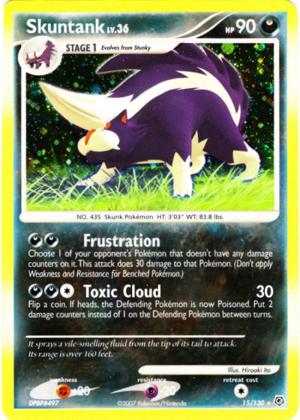 Skuntank LV.36 HP 90
STAGE 1 Evolves from Stunky
NO. 435 Skunk Pokémon HT: 3'03" WT: 83.8 lbs.
Frustration
Choose 1 of your opponent's Pokémon that doesn't have any damage
counters on it. This attack does 30 damage to that Pokémon. (Don't apply
Weakness and Resistance for Benched Pokémon.)
Toxic Cloud 30
Flip a coin. If heads, the Defending Pokémon is now Poisoned. Put 2
damage counters instead of 1 on the Defending Pokémon between turns.
It sprays a vile-smelling fluid from the tip of its tail to attack.
Its range is over 160 feet.
Illus. Hiroaki Ito
DPBP#497
weakness +20 resistance -20 retreat cost
©2007 Pokémon/Nintendo 15/130